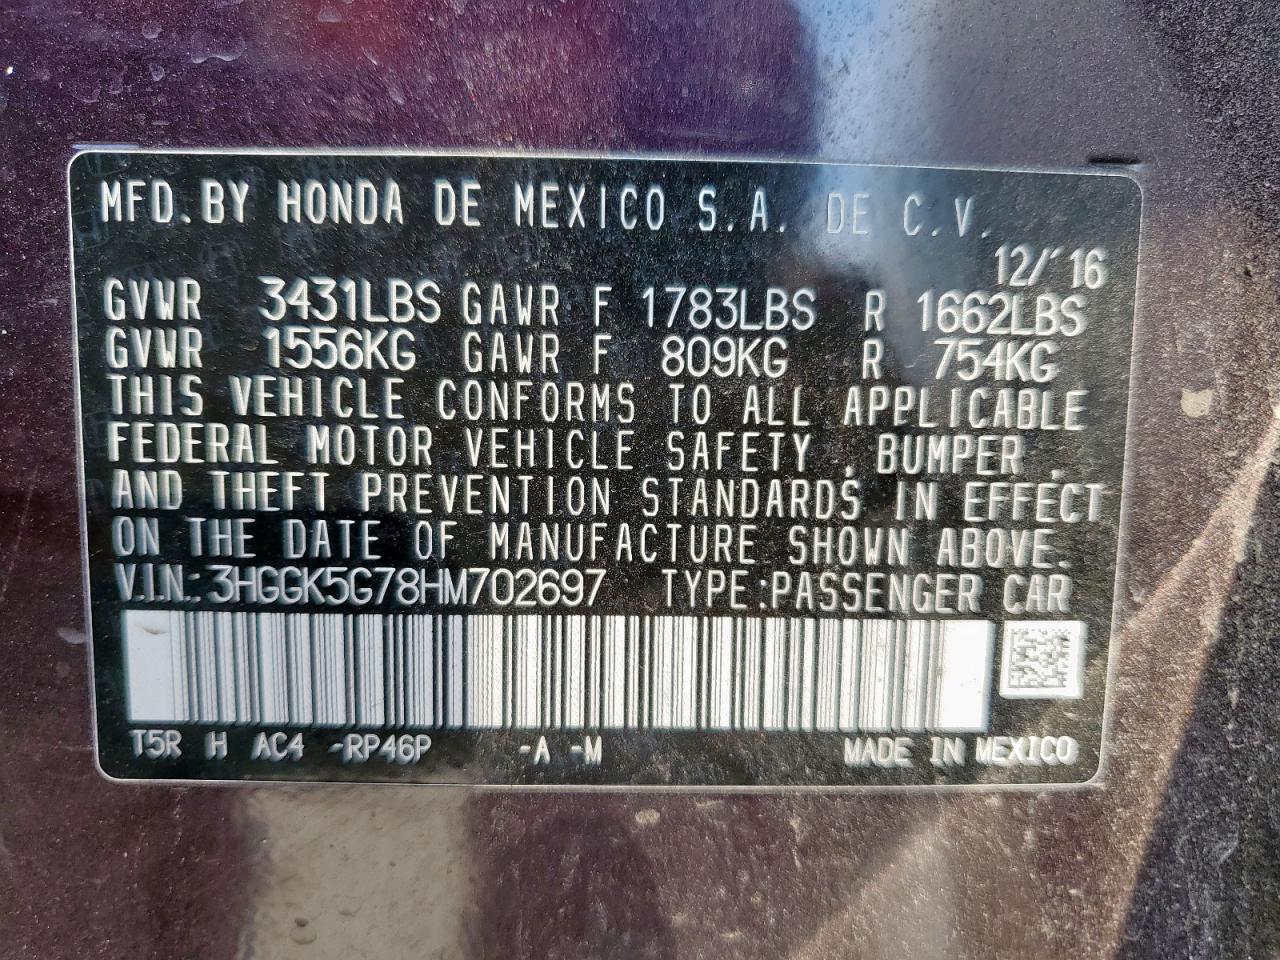 MFD. BY HONDA DE MEXICO S.A. DE C.V.
12/'16
GVWR 3431LBS GAWR F 1783LBS R 1662LBS
GVWR 1556KG GAWR F 809KG R 754KG
THIS VEHICLE CONFORMS TO ALL APPLICABLE
FEDERAL MOTOR VEHICLE SAFETY , BUMPER ,
AND THEFT PREVENTION STANDARDS IN EFFECT
ON THE DATE OF MANUFACTURE SHOWN ABOVE.
V.I.N.: 3HGGK5G78HM702697 TYPE:PASSENGER CAR
T5R H AC4 -RP46P -A -M MADE IN MEXICO